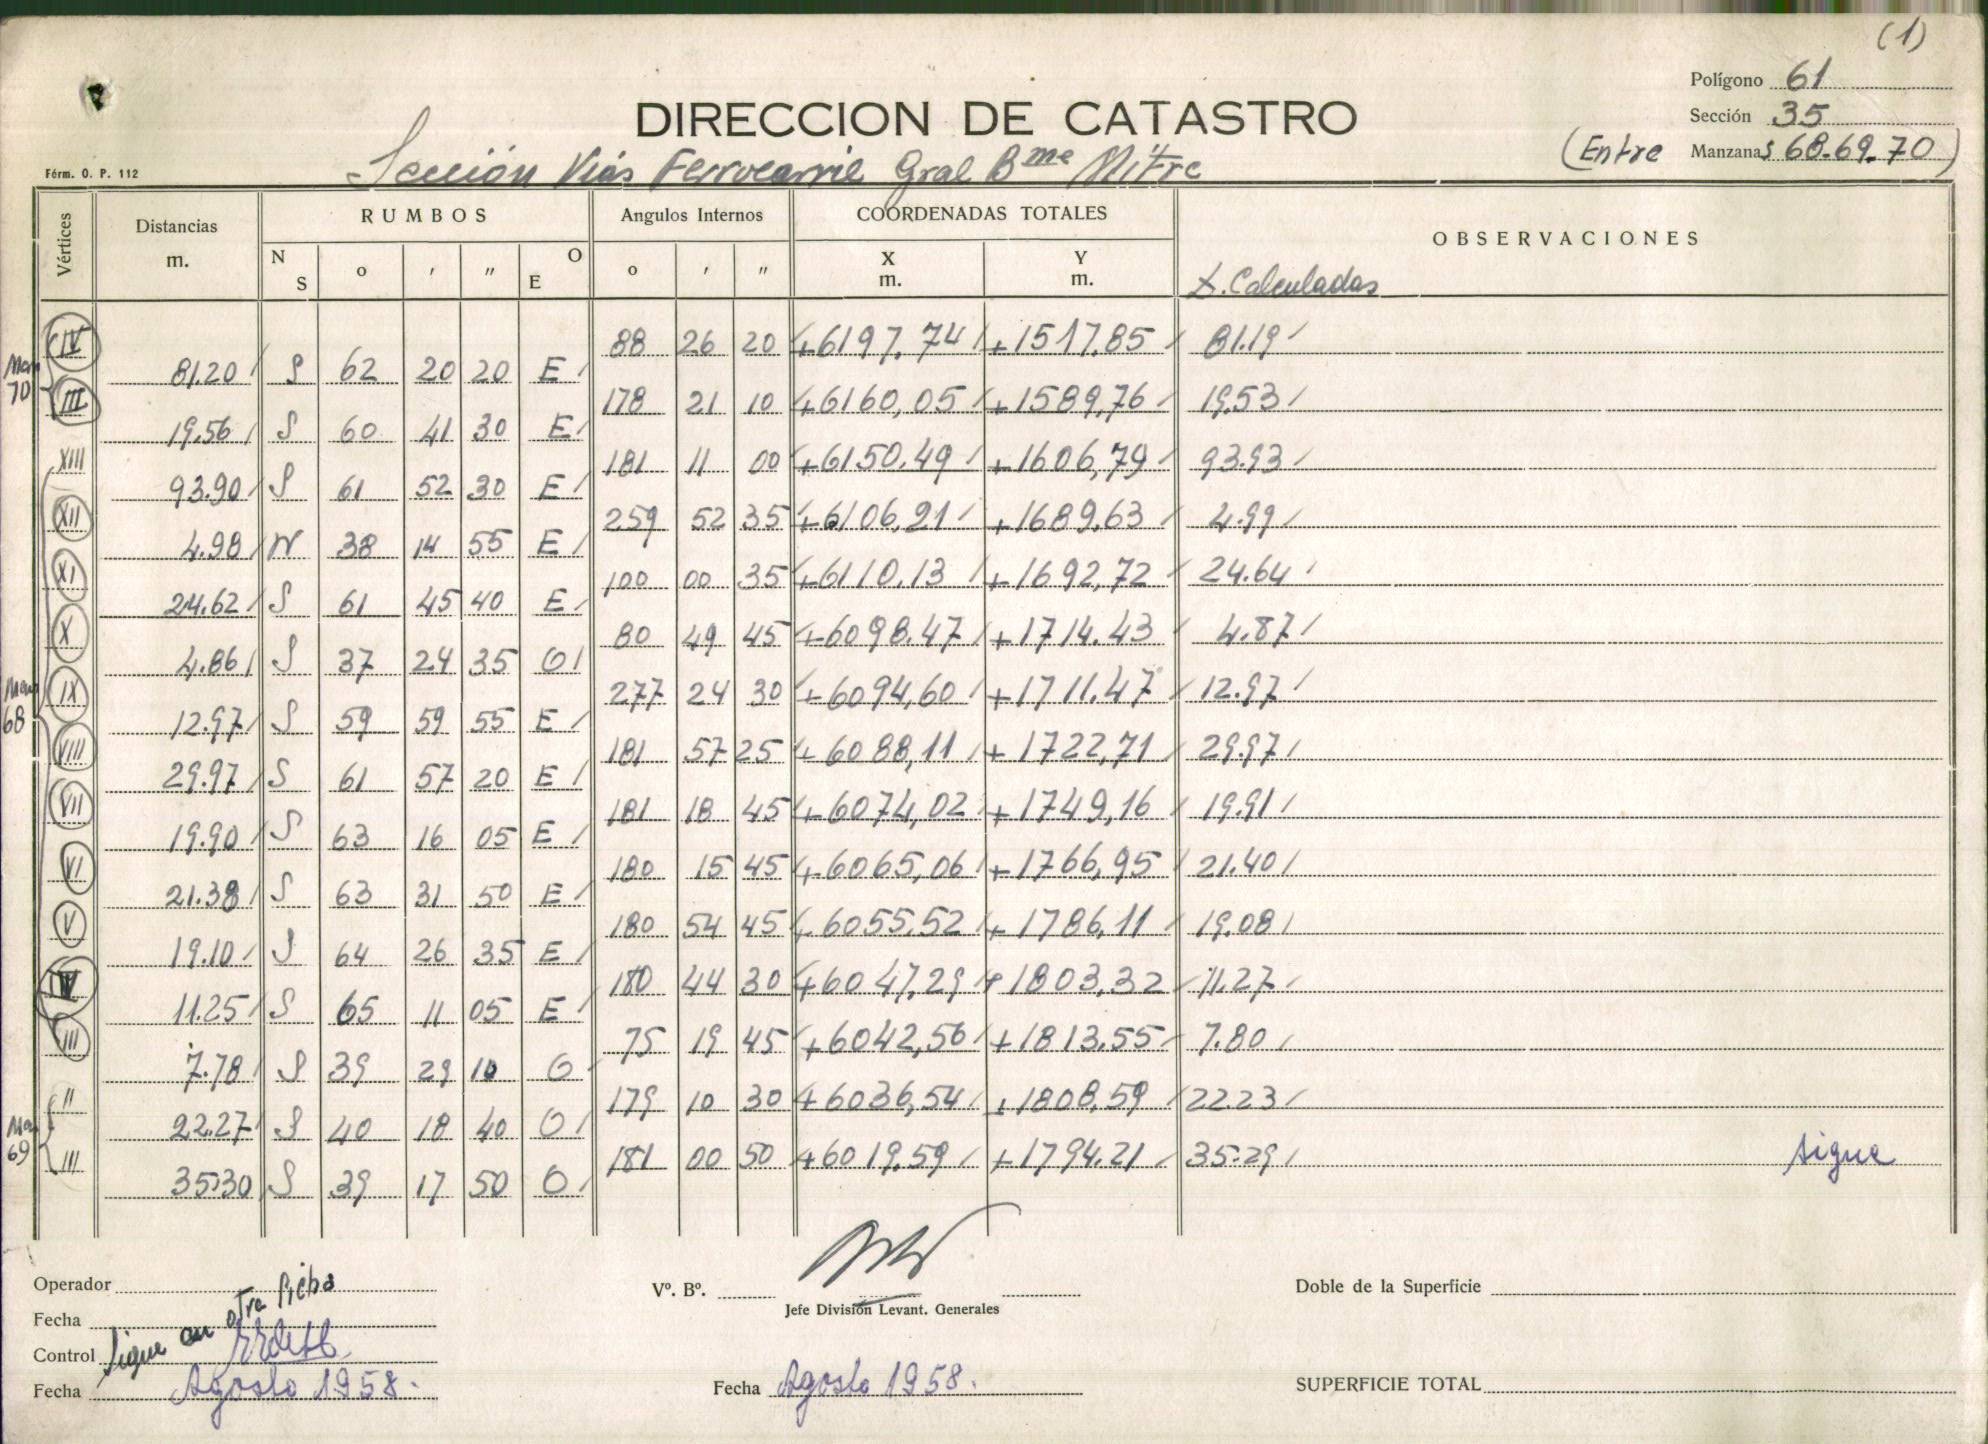 (1)
Polígono 61
DIRECCION DE CATASTRO
Sección 35
(Entre Manzanas 68.69.70)
Férm. O. P. 112
Sección Vías Ferrocarril Gral Bme Mitre
Vértices Distancias m. RUMBOS Angulos Internos COORDENADAS TOTALES OBSERVACIONES
N S o ′ ″ O E o ′ ″ X m. Y m. D. Calculadas
IV 88 26 20 +6197.74 +1517.85 81.19
Man 70
81.20 S 62 20 20 E
III 178 21 10 +6160,05 +1589,76 19.53
19.56 S 60 41 30 E
XIII 181 11 00 +6150.49 +1606,79 93.93
93.90 S 61 52 30 E
XII 259 52 35 +6106,21 +1689,63 4.99
4.98 N 38 14 55 E
XI 100 00 35 +6110.13 +1692,72 24.64
24.62 S 61 45 40 E
X 80 49 45 +6098.47 +1714.43 4.87
4.86 S 37 24 35 O
IX 277 24 30 +6094,60 +1711.47 12.97
Man 68
12.97 S 59 59 55 E
VIII 181 57 25 +6088,11 +1722,71 29.97
29.97 S 61 57 20 E
VII 181 18 45 +6074,02 +1749,16 19.91
19.90 S 63 16 05 E
VI 180 15 45 +6065,06 +1766,95 21.40
21.38 S 63 31 50 E
V 180 54 45 +6055.52 +1786,11 19.08
19.10 S 64 26 35 E
IV 180 44 30 +6047,29 +1803,32 11.27
11.25 S 65 11 05 E
III 75 19 45 +6042,56 +1813.55 7.80
7.78 S 39 29 10 O
II 179 10 30 +6036,54 +1808,59 22.23
Man 69
22.27 S 40 18 40 O
III 181 00 50 +6019,59 +1794.21 35.29 sigue
35.30 S 39 17 50 O
Operador
Vº. Bº.
Doble de la Superficie
Jefe División Levant. Generales
Fecha
Sigue en otra ficha
Control
Fecha Agosto 1958.
Fecha Agosto 1958.
SUPERFICIE TOTAL